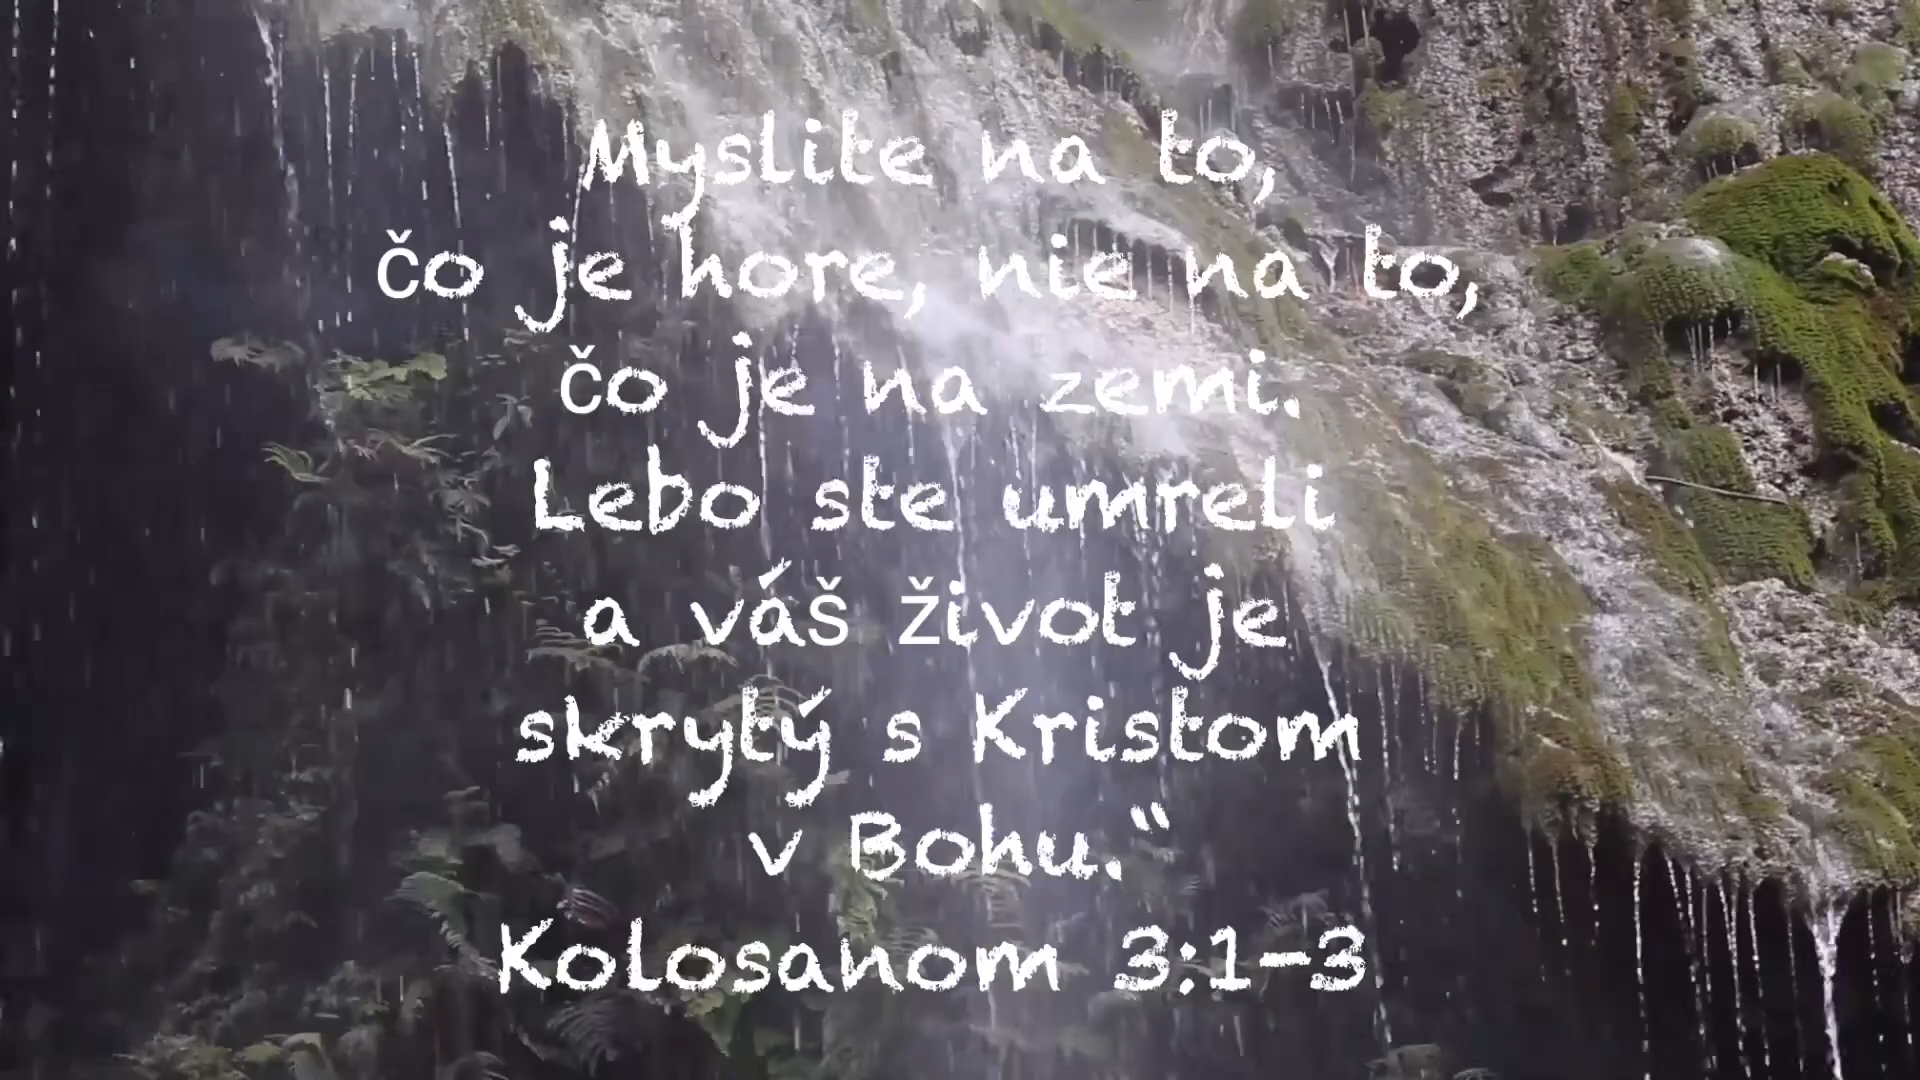 Myslite na to,
čo je hore, nie na to,
čo je na zemi.
Lebo ste umreli
a váš život je
skrytý s Kristom
v Bohu.“
Kolosanom 3:1-3